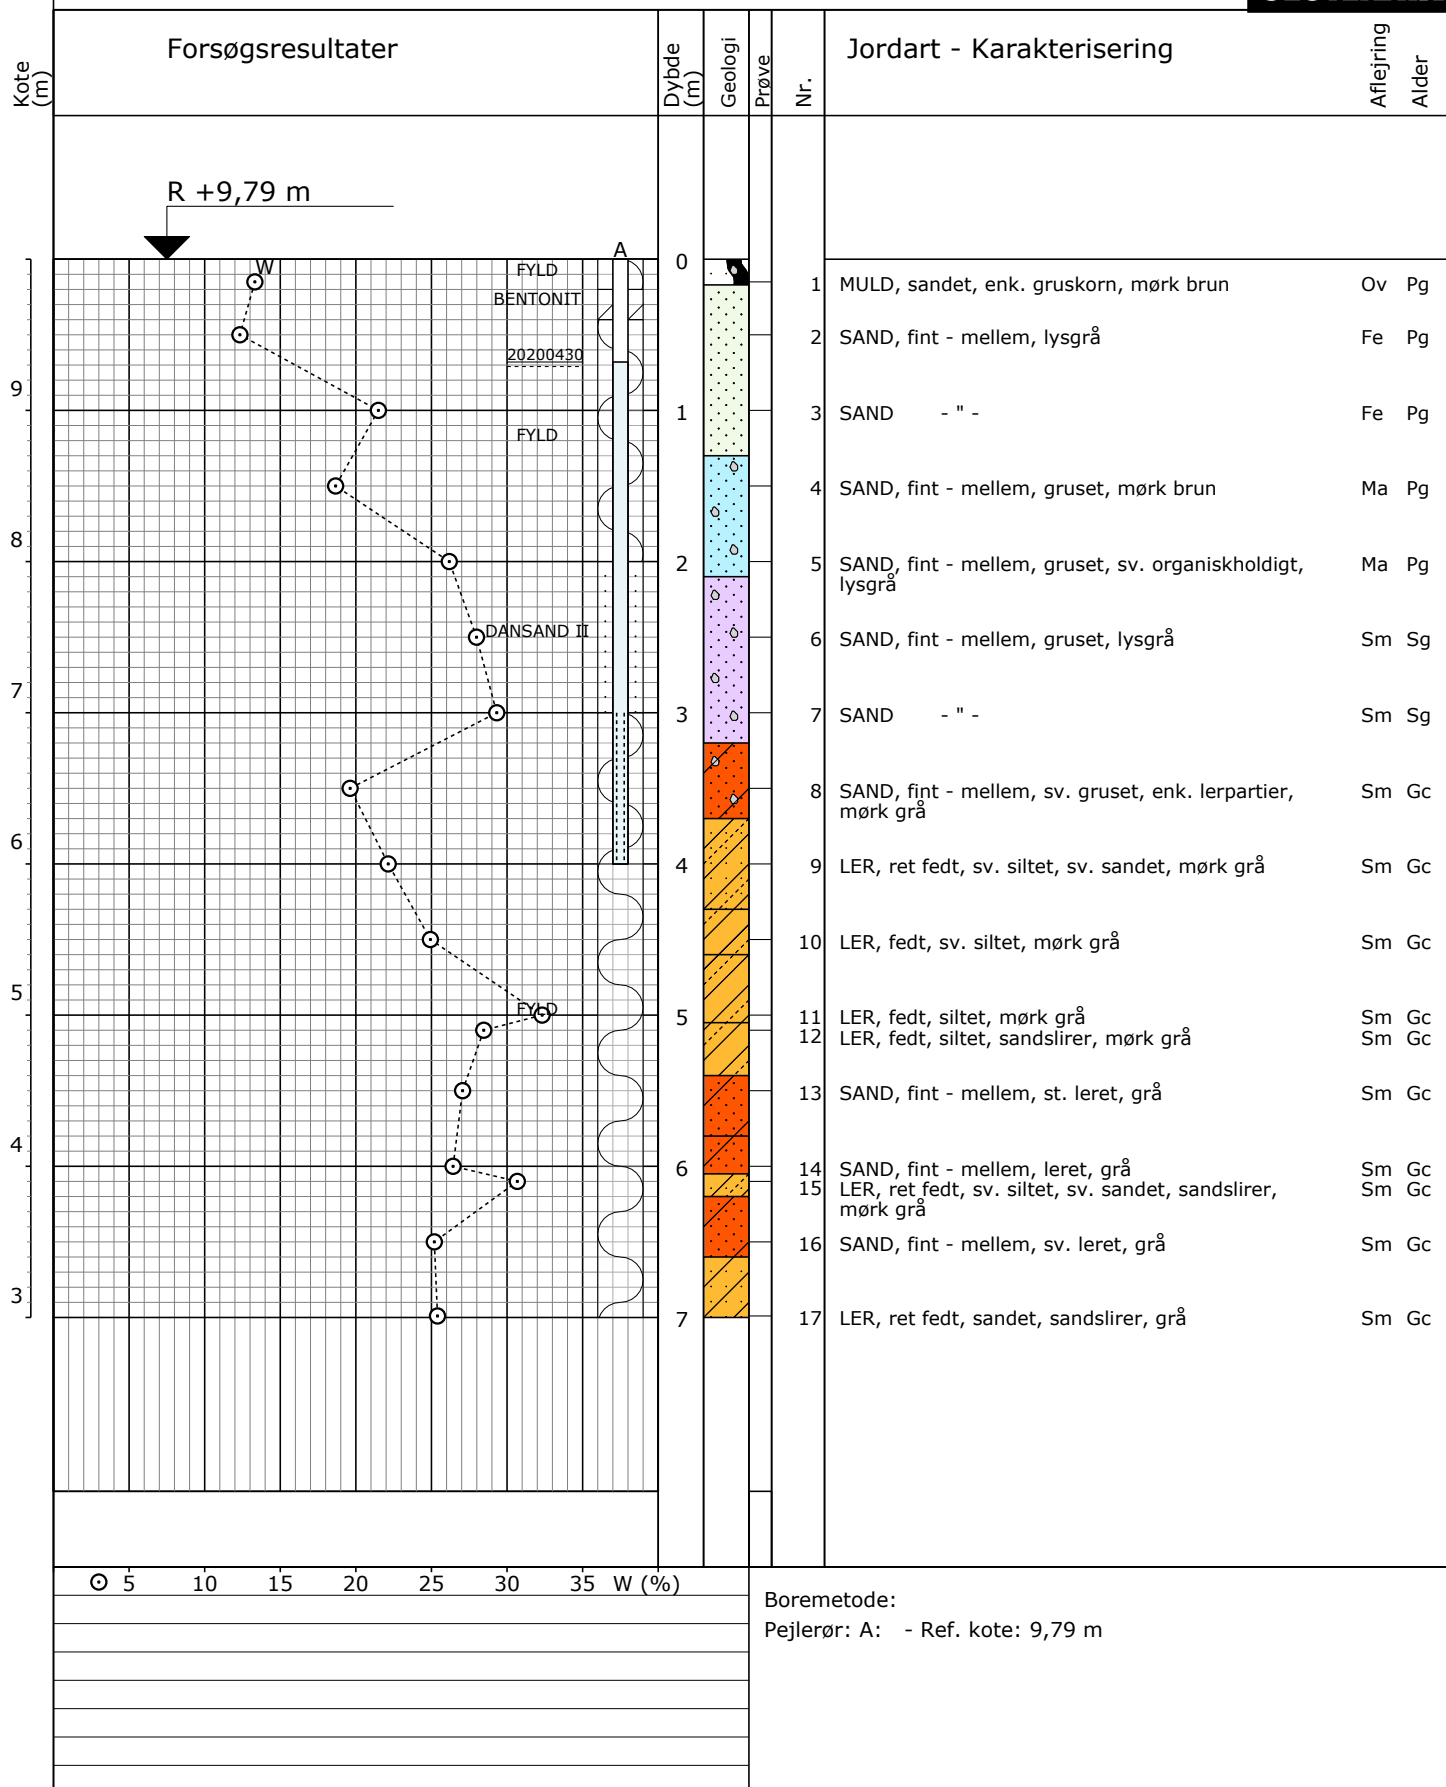 Forsøgsresultater
Kote (m)
Dybde (m)
Geologi
Prøve
Nr.
Jordart - Karakterisering
Aflejring
Alder
R +9,79 m
A
W
FYLD
BENTONIT
20200430
FYLD
DANSAND II
FYLD
9
8
7
6
5
4
3
0
1
2
3
4
5
6
7
1 MULD, sandet, enk. gruskorn, mørk brun Ov Pg
2 SAND, fint - mellem, lysgrå Fe Pg
3 SAND - " - Fe Pg
4 SAND, fint - mellem, gruset, mørk brun Ma Pg
5 SAND, fint - mellem, gruset, sv. organiskholdigt, Ma Pg
lysgrå
6 SAND, fint - mellem, gruset, lysgrå Sm Sg
7 SAND - " - Sm Sg
8 SAND, fint - mellem, sv. gruset, enk. lerpartier, Sm Gc
mørk grå
9 LER, ret fedt, sv. siltet, sv. sandet, mørk grå Sm Gc
10 LER, fedt, sv. siltet, mørk grå Sm Gc
11 LER, fedt, siltet, mørk grå Sm Gc
12 LER, fedt, siltet, sandslirer, mørk grå Sm Gc
13 SAND, fint - mellem, st. leret, grå Sm Gc
14 SAND, fint - mellem, leret, grå Sm Gc
15 LER, ret fedt, sv. siltet, sv. sandet, sandslirer, Sm Gc
mørk grå
16 SAND, fint - mellem, sv. leret, grå Sm Gc
17 LER, ret fedt, sandet, sandslirer, grå Sm Gc
5 10 15 20 25 30 35 W (%)
Boremetode:
Pejlerør: A: - Ref. kote: 9,79 m